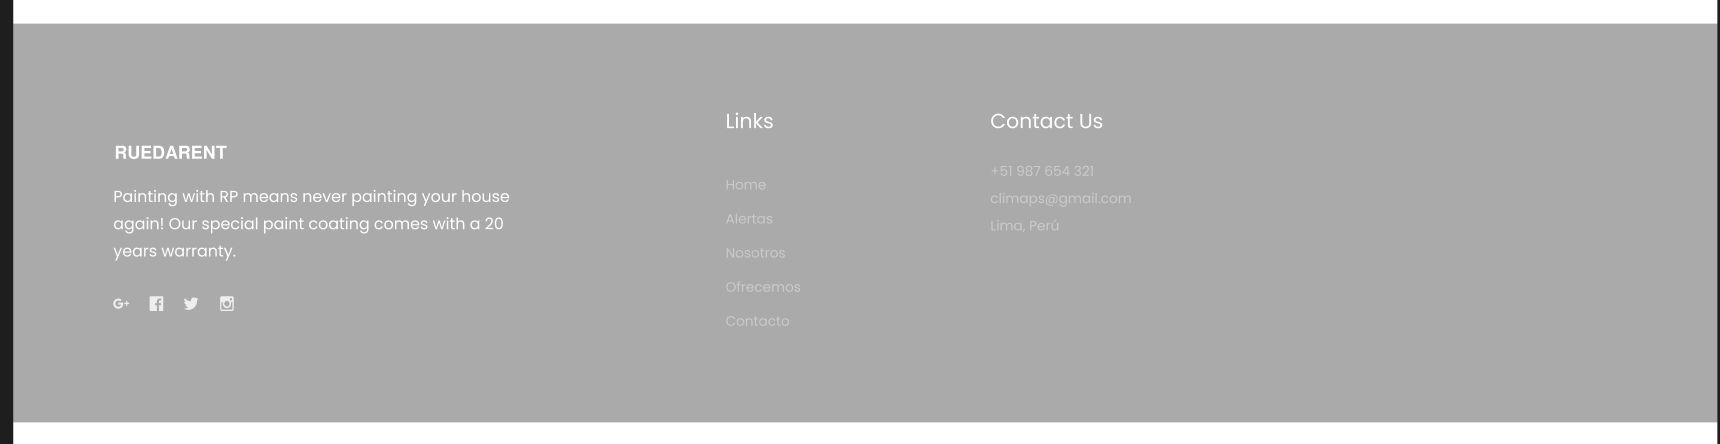 RUEDARENT
Painting with RP means never painting your house
again! Our special paint coating comes with a 20
years warranty.
Links
Home
Alertas
Nosotros
Ofrecemos
Contacto
Contact Us
+51 987 654 321
climaps@gmail.com
Lima, Perú